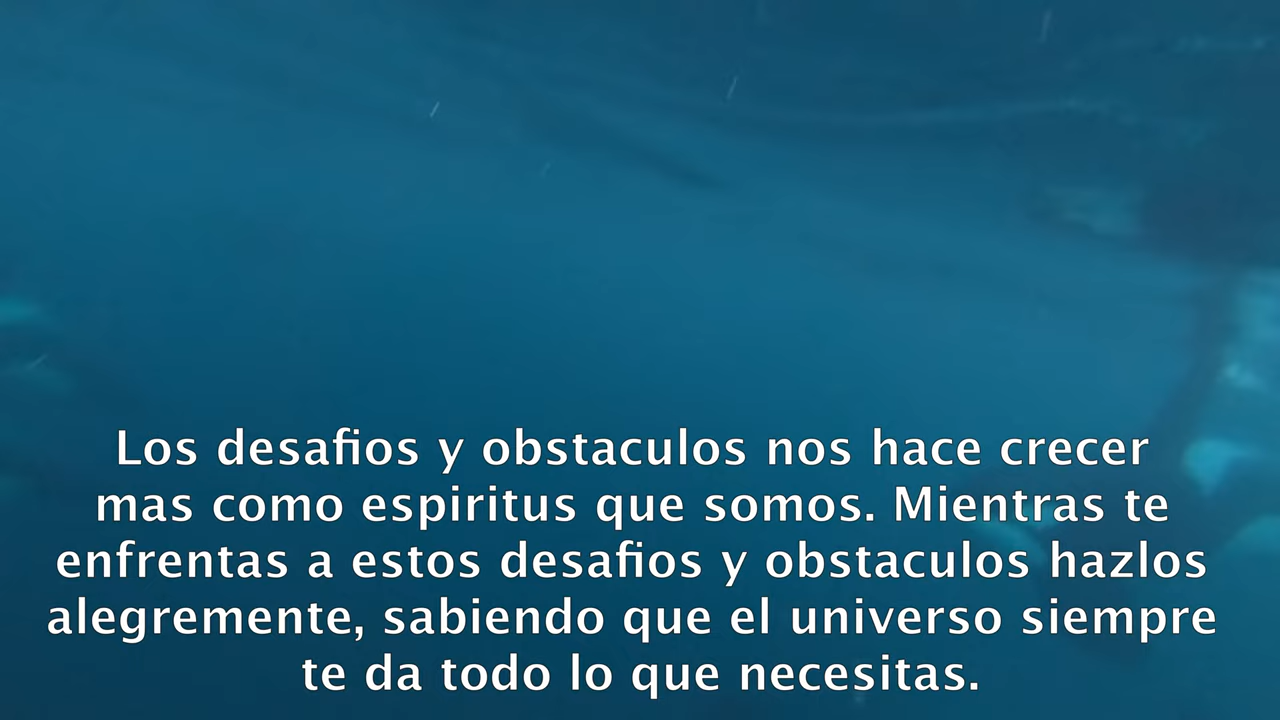 Los desafios y obstaculos nos hace crecer
mas como espiritus que somos. Mientras te
enfrentas a estos desafios y obstaculos hazlos
alegremente, sabiendo que el universo siempre
te da todo lo que necesitas.